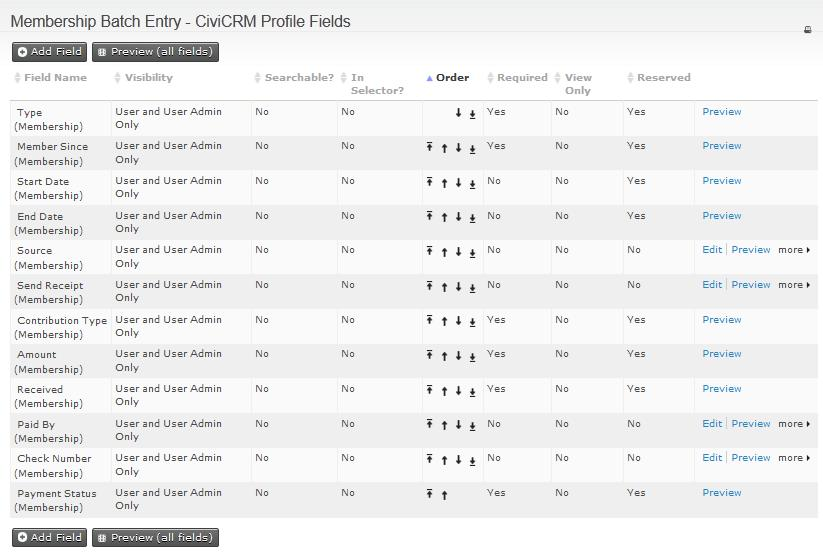 Membership Batch Entry - CiviCRM Profile Fields
Add Field Preview (all fields)
Field Name Visibility Searchable? In Selector? Order Required View Only Reserved
Type (Membership) User and User Admin Only No No Yes No Yes Preview
Member Since (Membership) User and User Admin Only No No Yes No Yes Preview
Start Date (Membership) User and User Admin Only No No No No Yes Preview
End Date (Membership) User and User Admin Only No No No No Yes Preview
Source (Membership) User and User Admin Only No No No No No Edit Preview more
Send Receipt (Membership) User and User Admin Only No No No No No Edit Preview more
Contribution Type (Membership) User and User Admin Only No No Yes No Yes Preview
Amount (Membership) User and User Admin Only No No Yes No Yes Preview
Received (Membership) User and User Admin Only No No Yes No Yes Preview
Paid By (Membership) User and User Admin Only No No No No No Edit Preview more
Check Number (Membership) User and User Admin Only No No No No No Edit Preview more
Payment Status (Membership) User and User Admin Only No No Yes No Yes Preview
Add Field Preview (all fields)